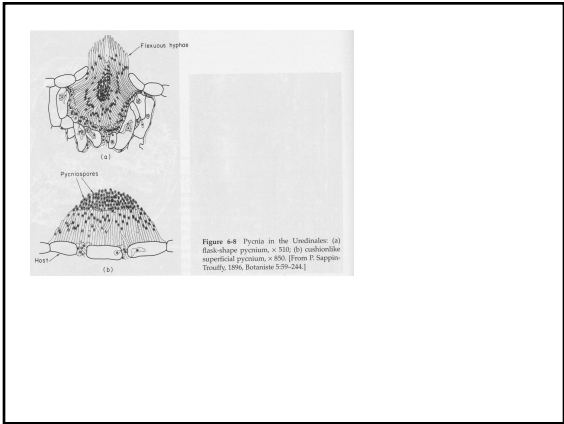 Flexuous hyphae
(a)
Pycniospores
Host
(b)
Figure 6-8 Pycnia in the Uredinales: (a)
flask-shape pycnium, × 510; (b) cushionlike
superficial pycnium, × 850. [From P. Sappin-
Trouffy, 1896, Botaniste 5:59–244.]